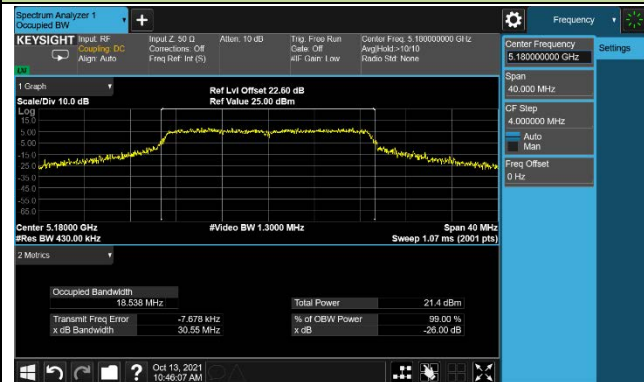 Spectrum Analyzer 1
Occupied BW
Frequency
KEYSIGHT
Input: RF
Coupling: DC
Align: Auto
Input Z: 50 Ω
Corrections: Off
Freq Ref: Int (S)
Atten: 10 dB
Trig: Free Run
Gate: Off
#IF Gain: Low
Center Freq: 5.180000000 GHz
Avg|Hold:>10/10
Radio Std: None
Center Frequency
5.180000000 GHz
Settings
Span
40.000 MHz
CF Step
4.000000 MHz
Auto
Man
Freq Offset
0 Hz
1 Graph
Scale/Div 10.0 dB
Ref Lvl Offset 22.60 dB
Ref Value 25.00 dBm
Log
15.0
5.00
-5.00
-15.0
-25.0
-35.0
-45.0
-55.0
-65.0
Center 5.18000 GHz
#Res BW 430.00 kHz
#Video BW 1.3000 MHz
Span 40 MHz
Sweep 1.07 ms (2001 pts)
2 Metrics
Occupied Bandwidth
18.538 MHz
Transmit Freq Error -7.678 kHz
x dB Bandwidth 30.55 MHz
Total Power 21.4 dBm
% of OBW Power 99.00 %
x dB -26.00 dB
Oct 13, 2021
10:46:07 AM